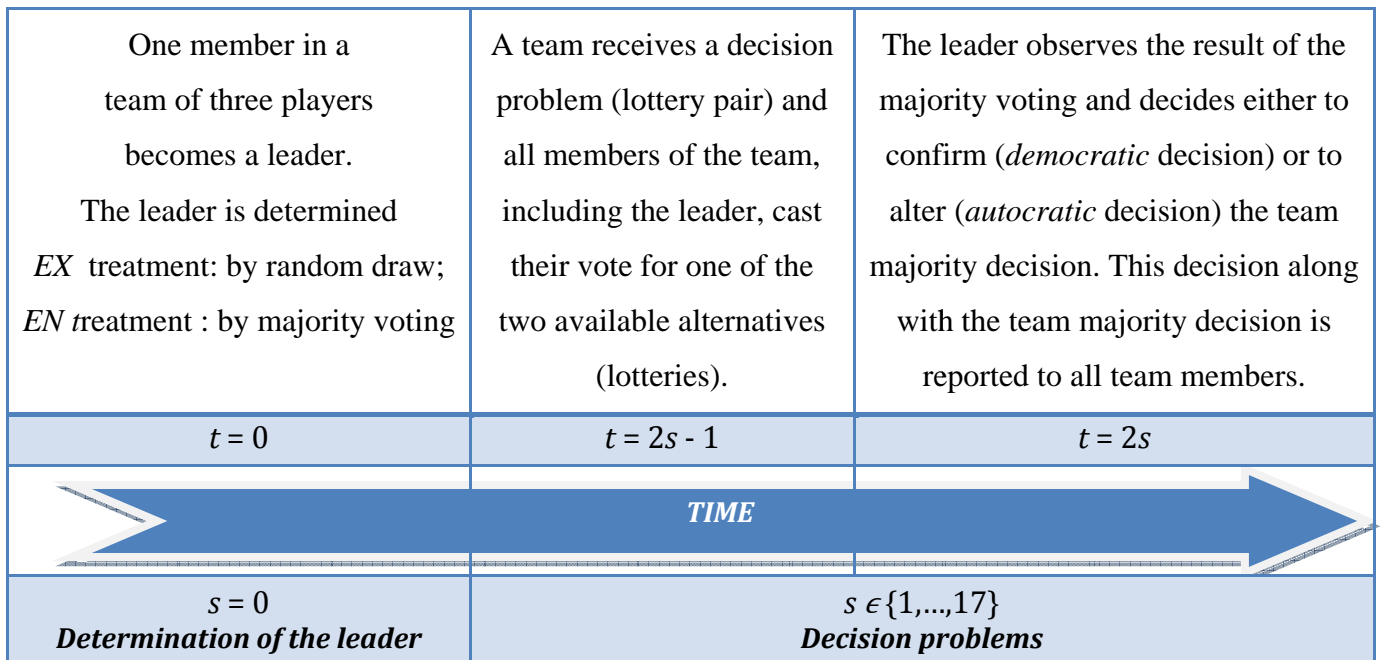 One member in a
team of three players
becomes a leader.
The leader is determined
EX treatment: by random draw;
EN treatment : by majority voting
A team receives a decision
problem (lottery pair) and
all members of the team,
including the leader, cast
their vote for one of the
two available alternatives
(lotteries).
The leader observes the result of the
majority voting and decides either to
confirm (democratic decision) or to
alter (autocratic decision) the team
majority decision. This decision along
with the team majority decision is
reported to all team members.
t = 0
t = 2s - 1
t = 2s
TIME
s = 0
Determination of the leader
s ϵ {1,...,17}
Decision problems